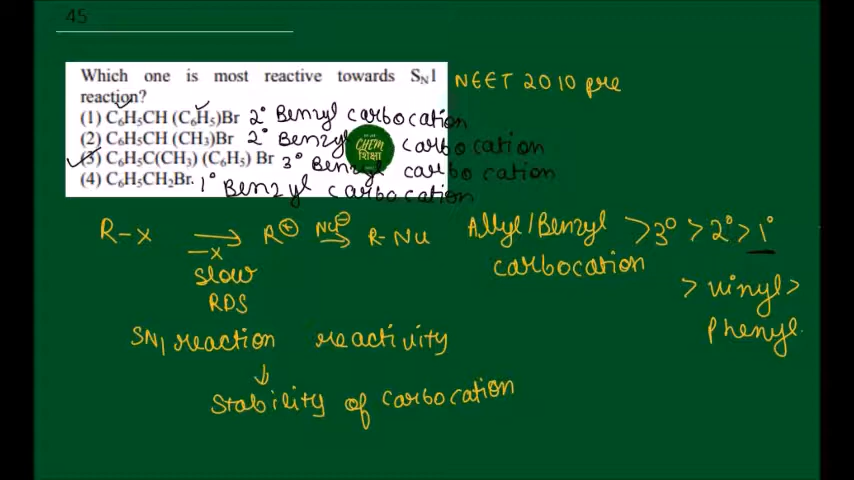 45
Which one is most reactive towards SN1 NEET 2010 pre
reaction?
(1) C6H5CH (C6H5)Br 2° Benzyl carbocation
(2) C6H5CH (CH3)Br 2° Benzyl carbocation
(3) C6H5C(CH3) (C6H5) Br 3° Benzyl carbocation
(4) C6H5CH2Br. 1° Benzyl carbocation
CHEM
शिक्षा
R-X → R⊕ Nu⊖ → R-Nu
-X
slow
RDS
Allyl/Benzyl > 3° > 2° > 1°
carbocation
> vinyl >
phenyl.
SN1 reaction reactivity
↓
Stability of carbocation